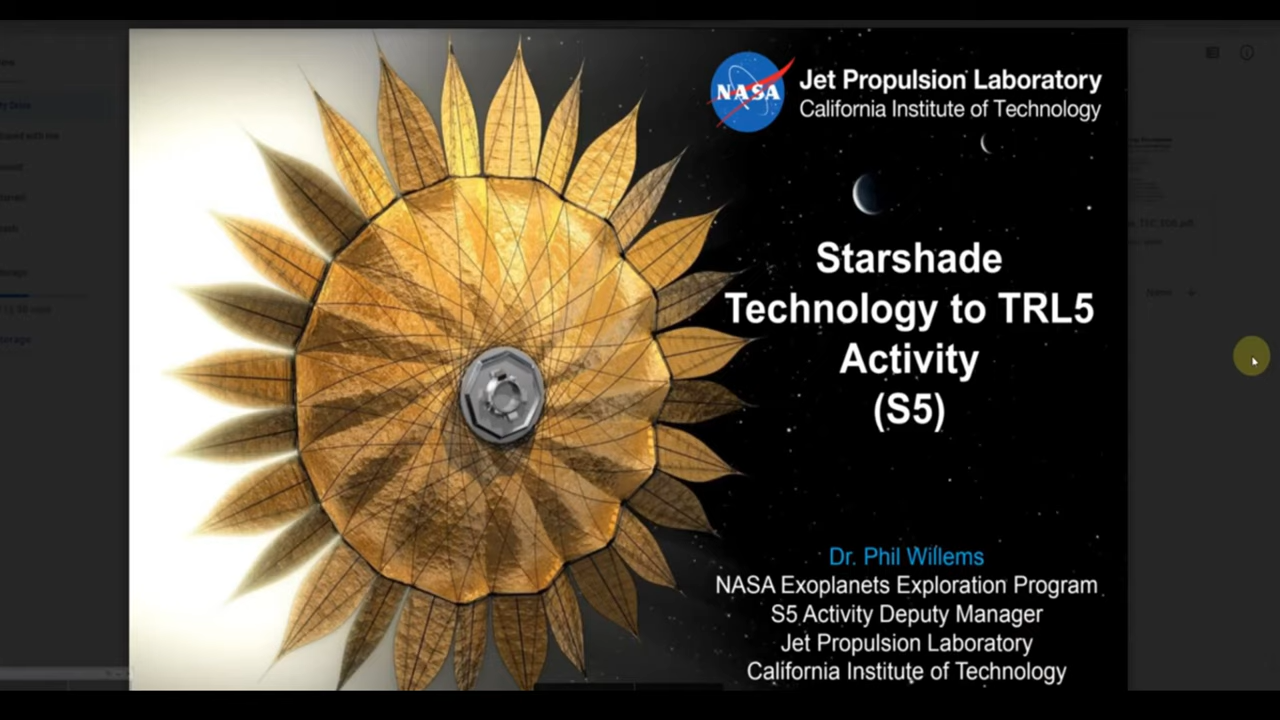 NASA
Jet Propulsion Laboratory
California Institute of Technology
Starshade
Technology to TRL5
Activity
(S5)
Dr. Phil Willems
NASA Exoplanets Exploration Program
S5 Activity Deputy Manager
Jet Propulsion Laboratory
California Institute of Technology
Name